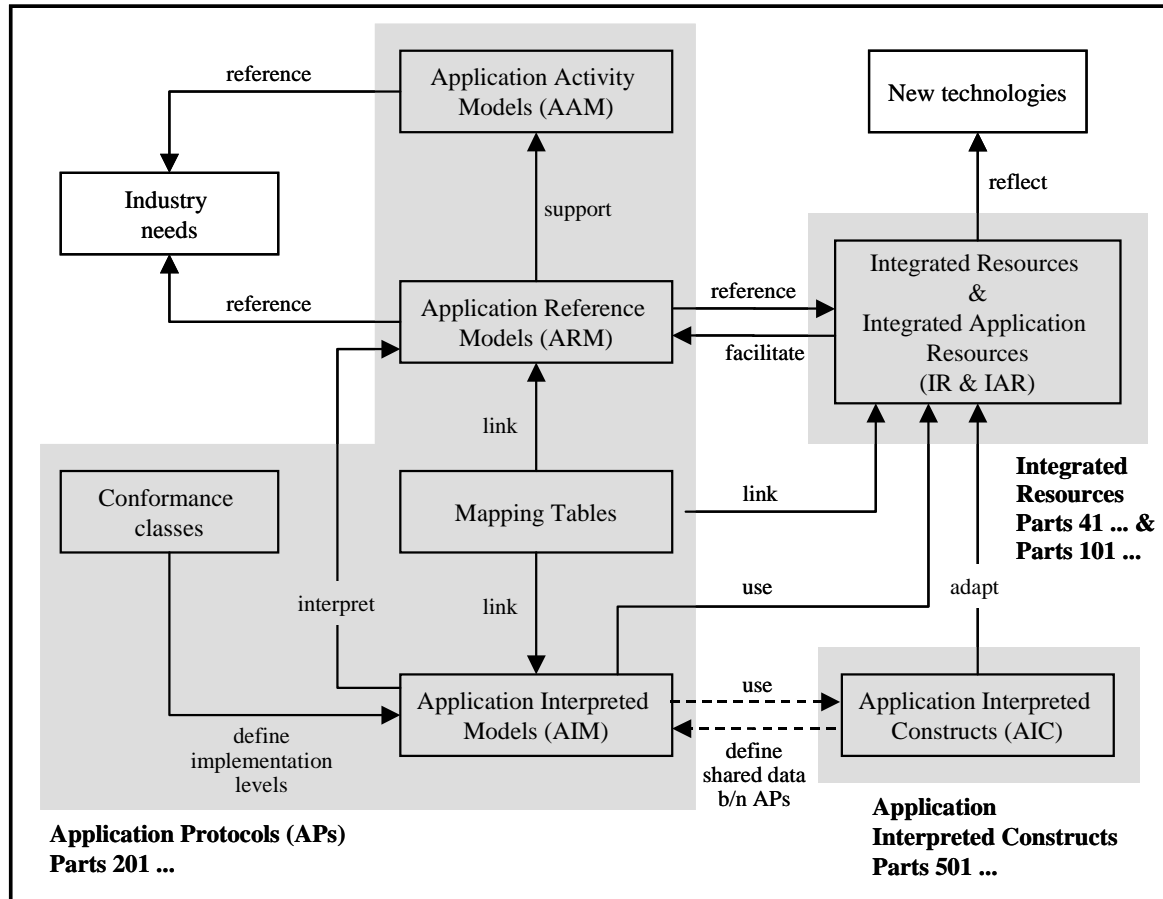 reference
Application Activity
Models (AAM)
New technologies
reflect
Industry
needs
support
reference
Application Reference
Models (ARM)
reference
facilitate
Integrated Resources
&
Integrated Application
Resources
(IR & IAR)
link
Conformance
classes
Mapping Tables
link
Integrated
Resources
Parts 41 ... &
Parts 101 ...
interpret
link
use
adapt
Application Interpreted
Models (AIM)
use
define
shared data
b/n APs
Application Interpreted
Constructs (AIC)
define
implementation
levels
Application Protocols (APs)
Parts 201 ...
Application
Interpreted Constructs
Parts 501 ...